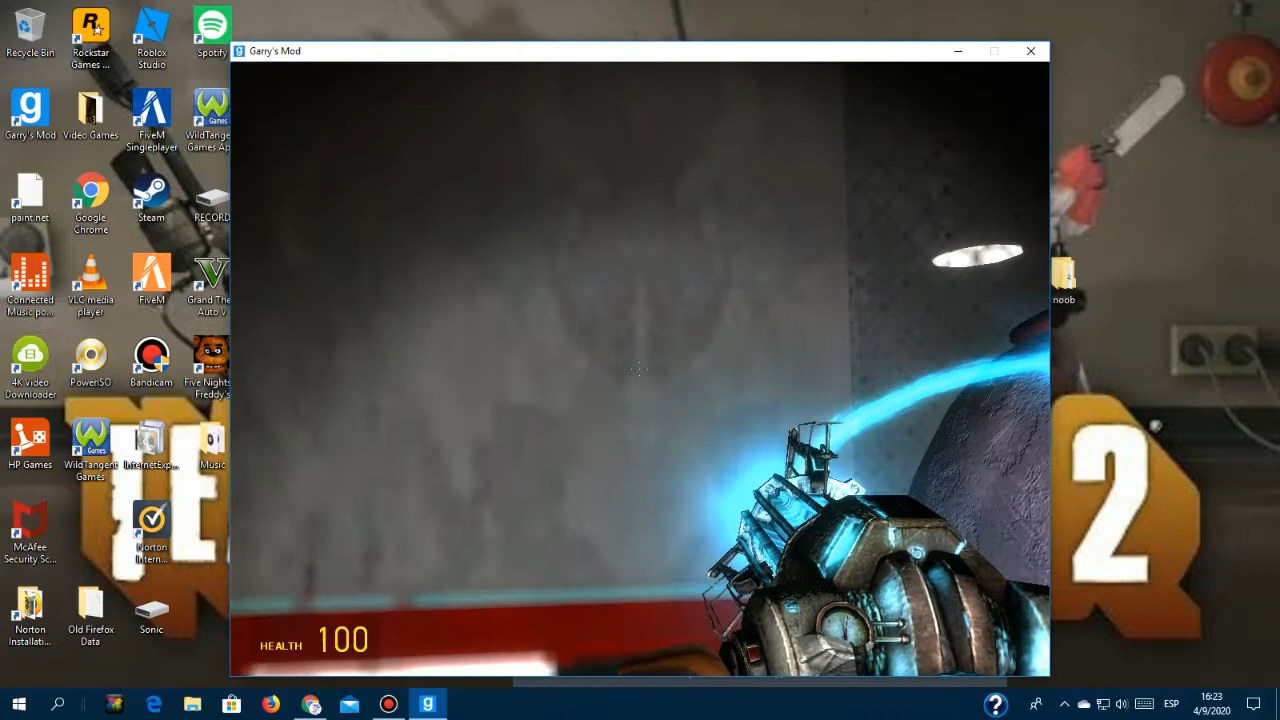 Garry's Mod
Recycle Bin
Rockstar Games ...
Roblox Studio
Spotify
Garry's Mod
Video Games
FiveM Singleplayer
WildTangent Games Ap
paint.net
Google Chrome
Steam
RECORD
Connected Music po...
VLC media player
FiveM
Grand The Auto V
4K Video Downloader
PowerISO
Bandicam
Five Nights Freddy's
HP Games
WildTangent Games
InternetExp...
Music
McAfee Security Sc...
Norton Intern...
Norton Installati...
Old Firefox Data
Sonic
noob
2
HEALTH 100
ESP
16:23
4/9/2020